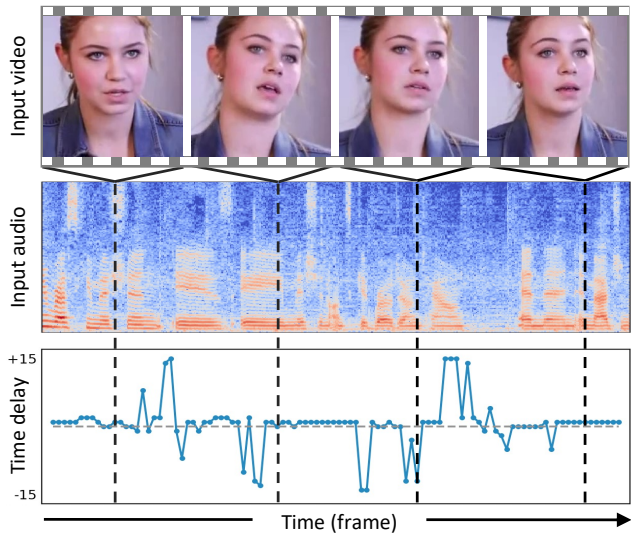 Input video
Input audio
+15
Time delay
-15
Time (frame)